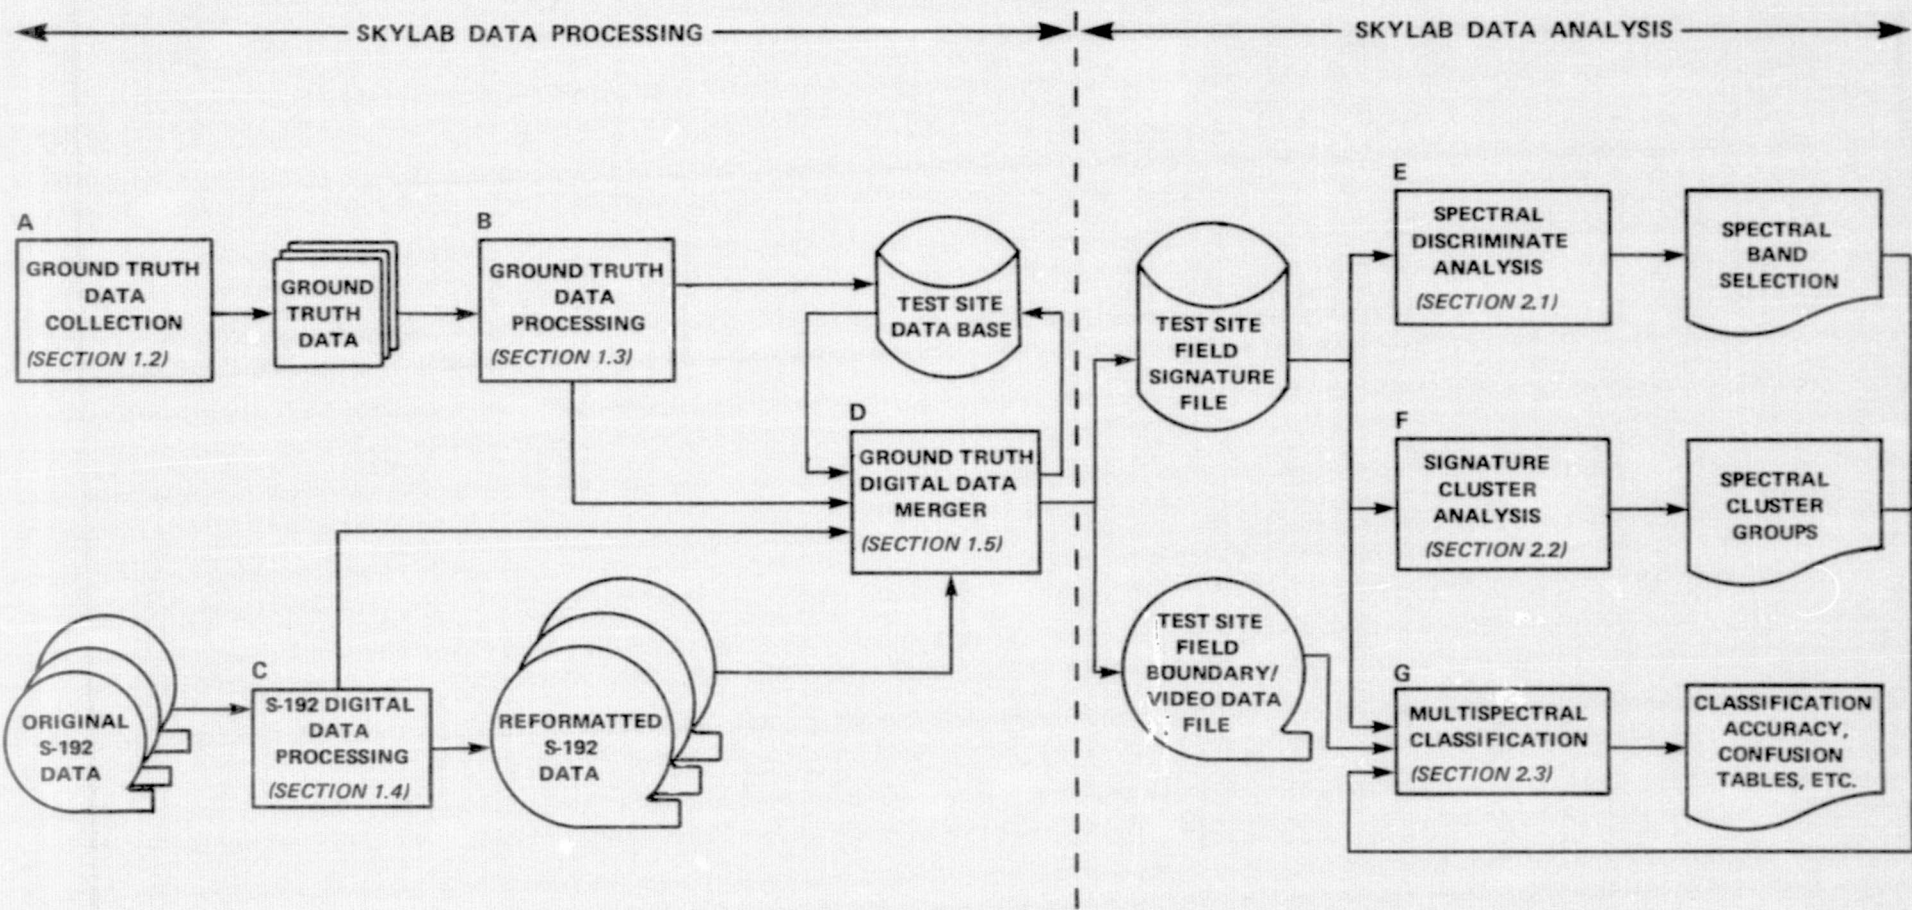 SKYLAB DATA PROCESSING
SKYLAB DATA ANALYSIS
A
GROUND TRUTH
DATA
COLLECTION
(SECTION 1.2)
GROUND
TRUTH
DATA
B
GROUND TRUTH
DATA
PROCESSING
(SECTION 1.3)
TEST SITE
DATA BASE
D
GROUND TRUTH
DIGITAL DATA
MERGER
(SECTION 1.5)
ORIGINAL
S-192
DATA
C
S-192 DIGITAL
DATA
PROCESSING
(SECTION 1.4)
REFORMATTED
S-192
DATA
TEST SITE
FIELD
SIGNATURE
FILE
TEST SITE
FIELD
BOUNDARY/
VIDEO DATA
FILE
E
SPECTRAL
DISCRIMINATE
ANALYSIS
(SECTION 2.1)
SPECTRAL
BAND
SELECTION
F
SIGNATURE
CLUSTER
ANALYSIS
(SECTION 2.2)
SPECTRAL
CLUSTER
GROUPS
G
MULTISPECTRAL
CLASSIFICATION
(SECTION 2.3)
CLASSIFICATION
ACCURACY,
CONFUSION
TABLES, ETC.